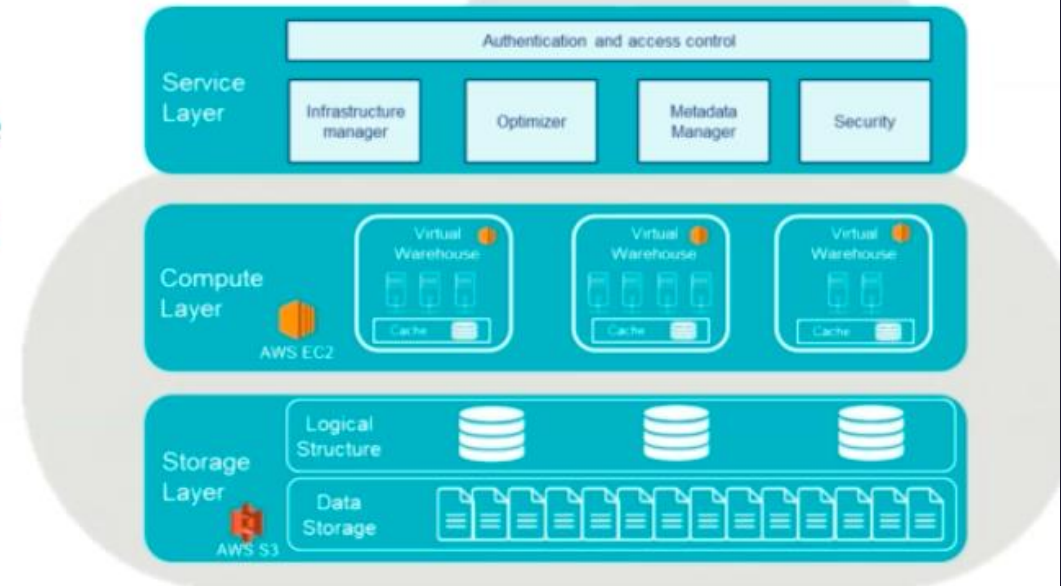 Authentication and access control
Service
Layer
Infrastructure
manager
Optimizer
Metadata
Manager
Security
Compute
Layer
AWS EC2
Virtual
Warehouse
Cache
Virtual
Warehouse
Cache
Virtual
Warehouse
Cache
Storage
Layer
AWS S3
Logical
Structure
Data
Storage